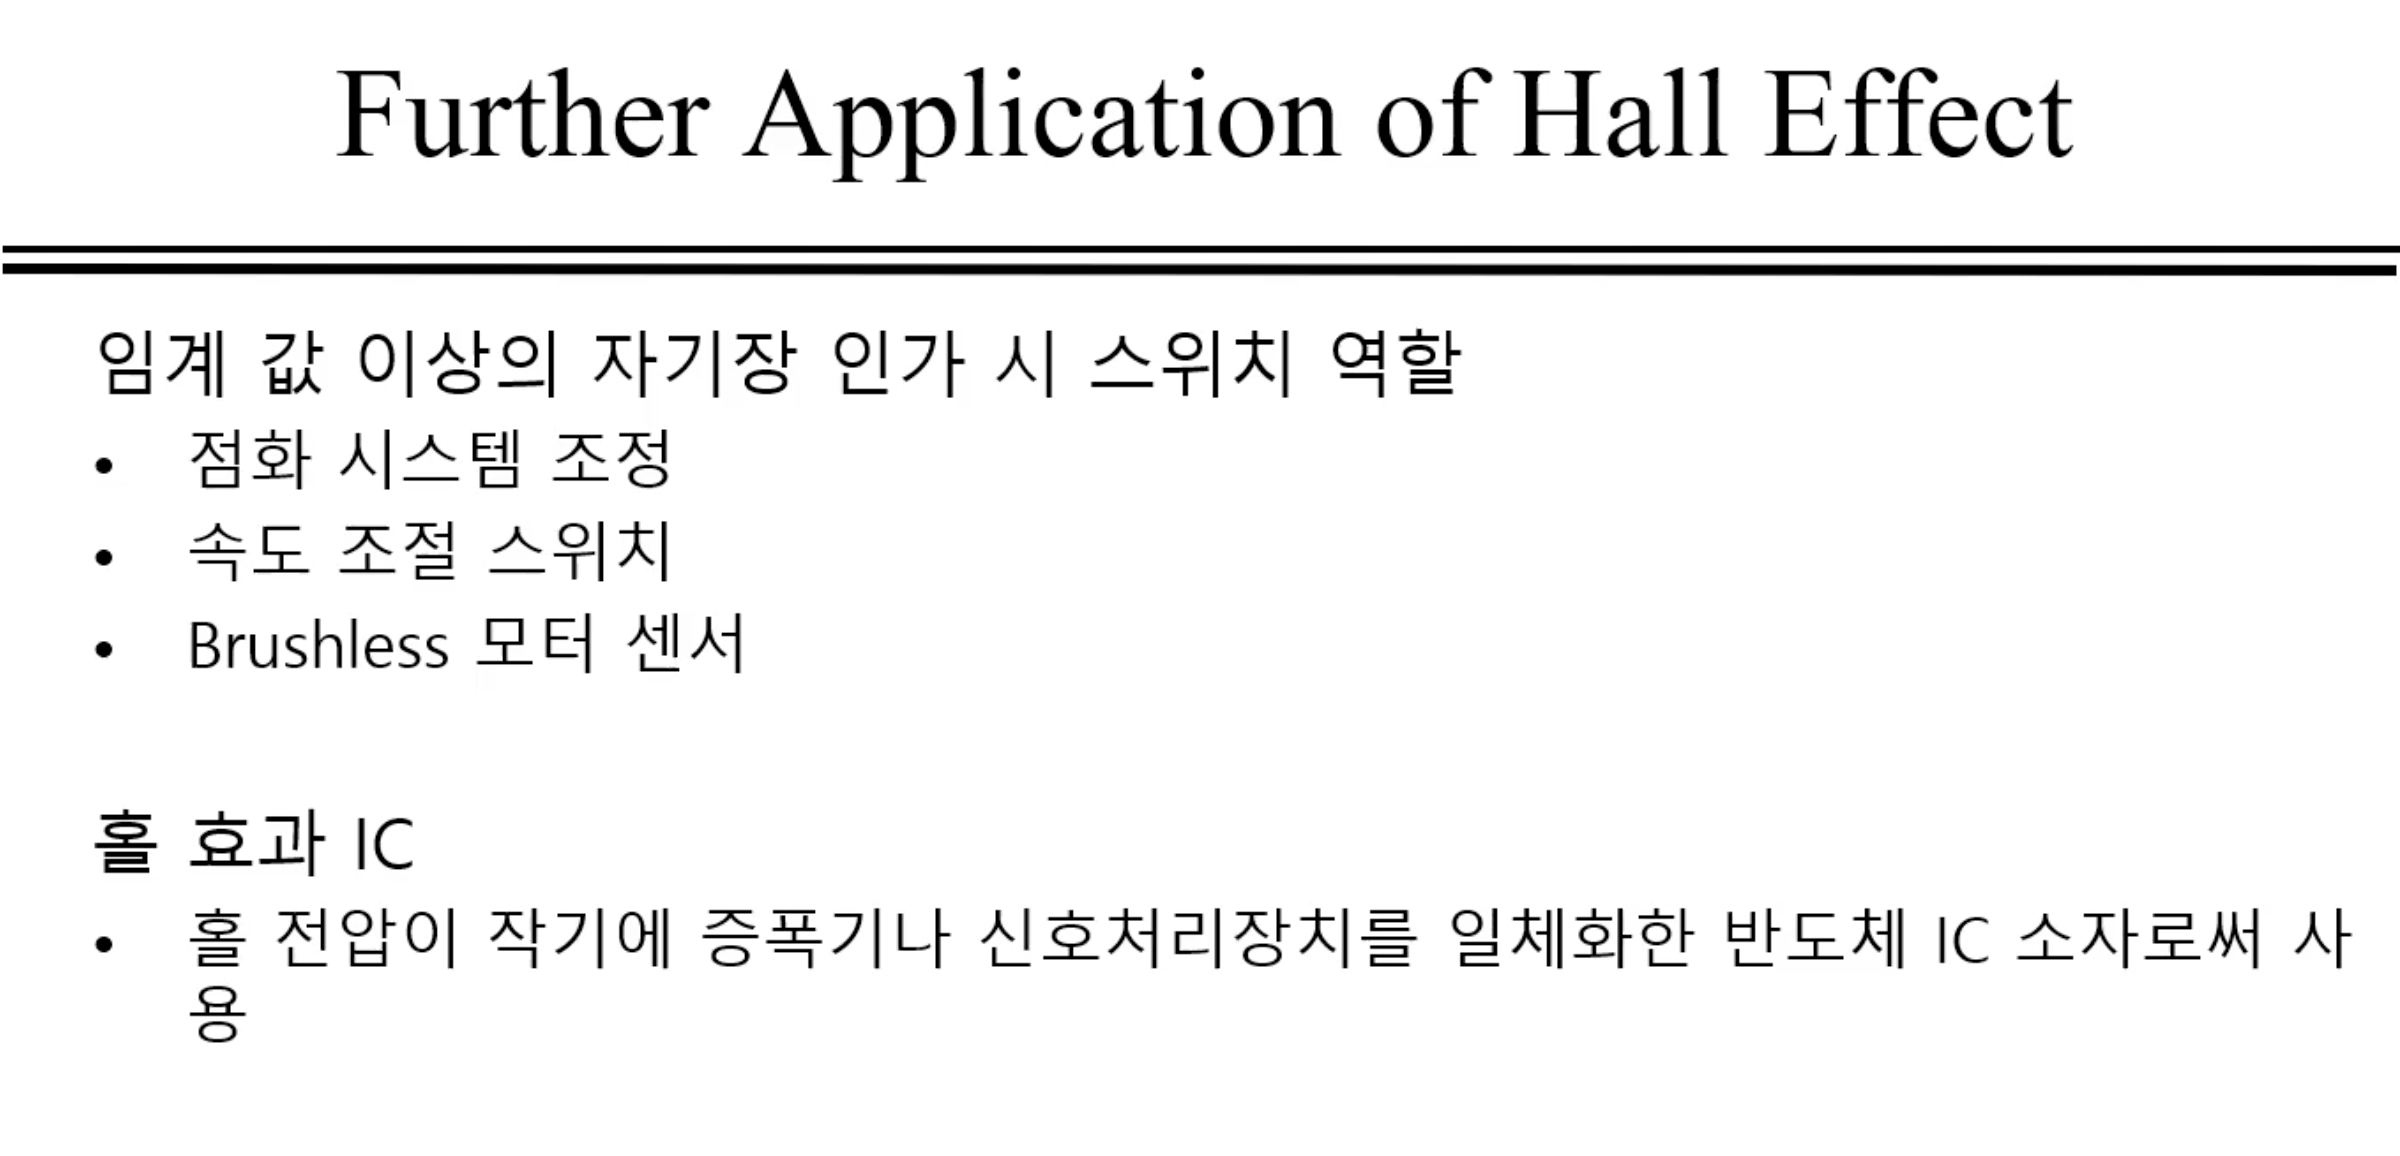 Further Application of Hall Effect
임계 값 이상의 자기장 인가 시 스위치 역할
• 점화 시스템 조정
• 속도 조절 스위치
• Brushless 모터 센서
홀 효과 IC
• 홀 전압이 작기에 증폭기나 신호처리장치를 일체화한 반도체 IC 소자로써 사
용